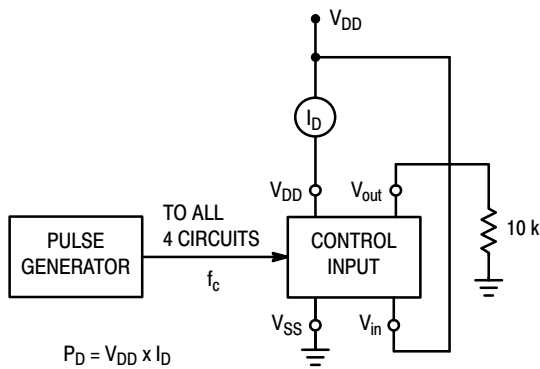 V_DD
I_D
V_DD
V_out
TO ALL
4 CIRCUITS
PULSE
GENERATOR
f_c
CONTROL
INPUT
10 k
V_SS
V_in
P_D = V_DD x I_D